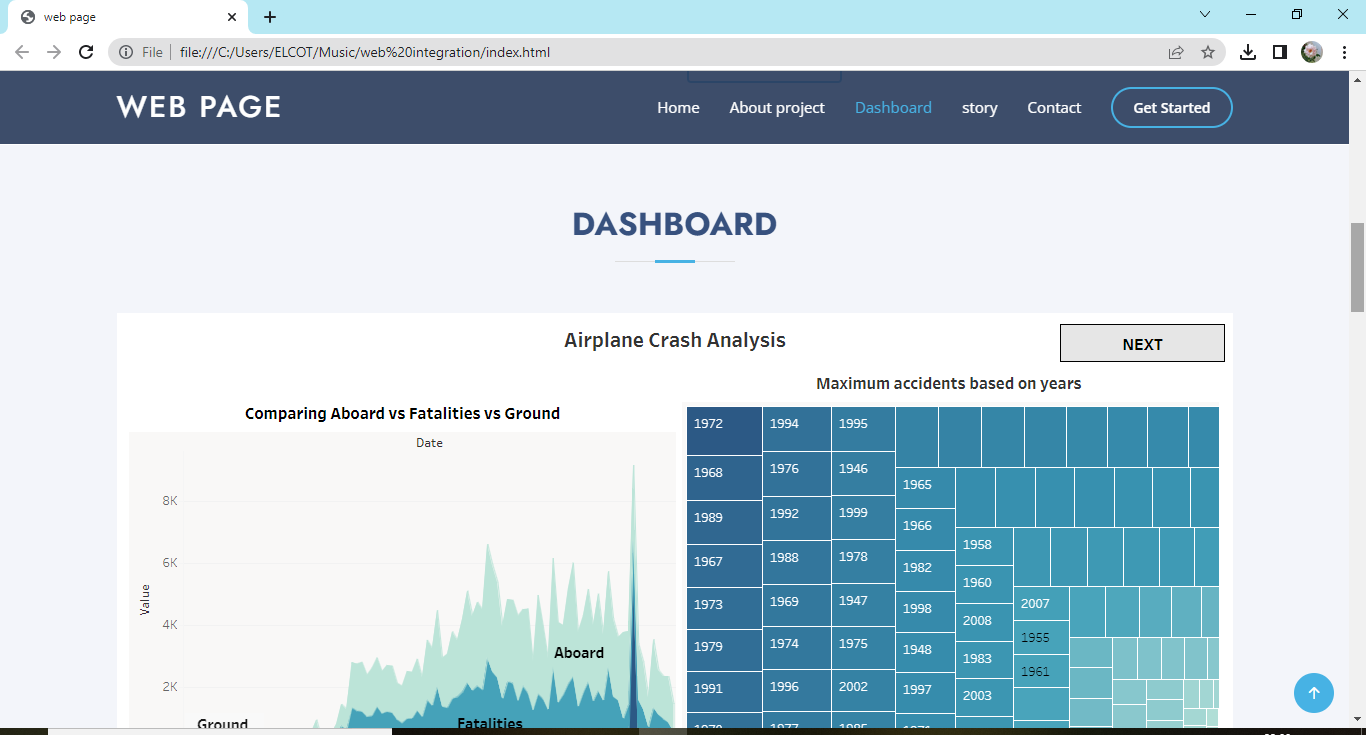 web page
File
file:///C:/Users/ELCOT/Music/web%20integration/index.html
WEB PAGE
Home
About project
Dashboard
story
Contact
Get Started
DASHBOARD
Airplane Crash Analysis
NEXT
Maximum accidents based on years
Comparing Aboard vs Fatalities vs Ground
Date
8K
6K
4K
2K
Value
Aboard
Ground
Fatalities
1972
1968
1989
1967
1973
1979
1991
1994
1976
1992
1988
1969
1974
1996
1977
1995
1946
1999
1978
1947
1975
2002
1985
1965
1966
1982
1998
1948
1997
1971
1958
1960
2008
1983
2003
2007
1955
1961